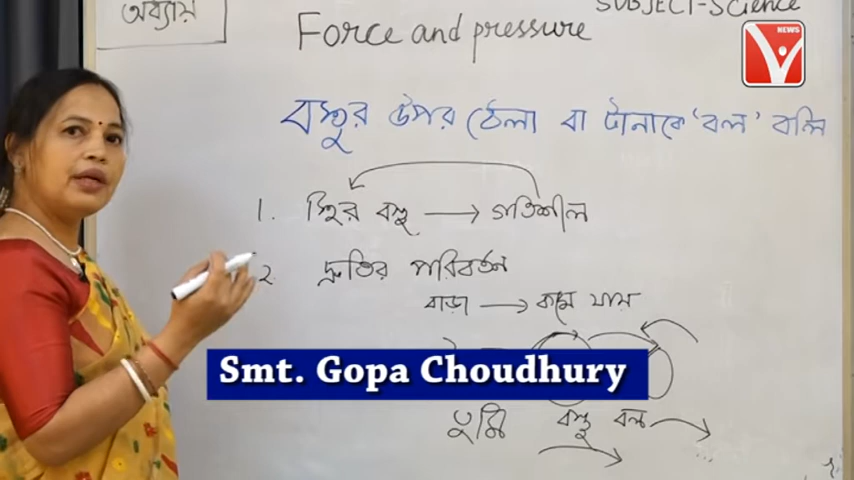 অধ্যায়
SUBJECT-Science
Force and pressure
NEWS
V
বস্তুর উপর ঠেলা বা টানাকে ‘বল’ বলি
1. স্থির বস্তু → গতিশীল
২. দ্রুতির পরিবর্তন
বাড়া → কমে যায়
Smt. Gopa Choudhury
তুমি বস্তু বল